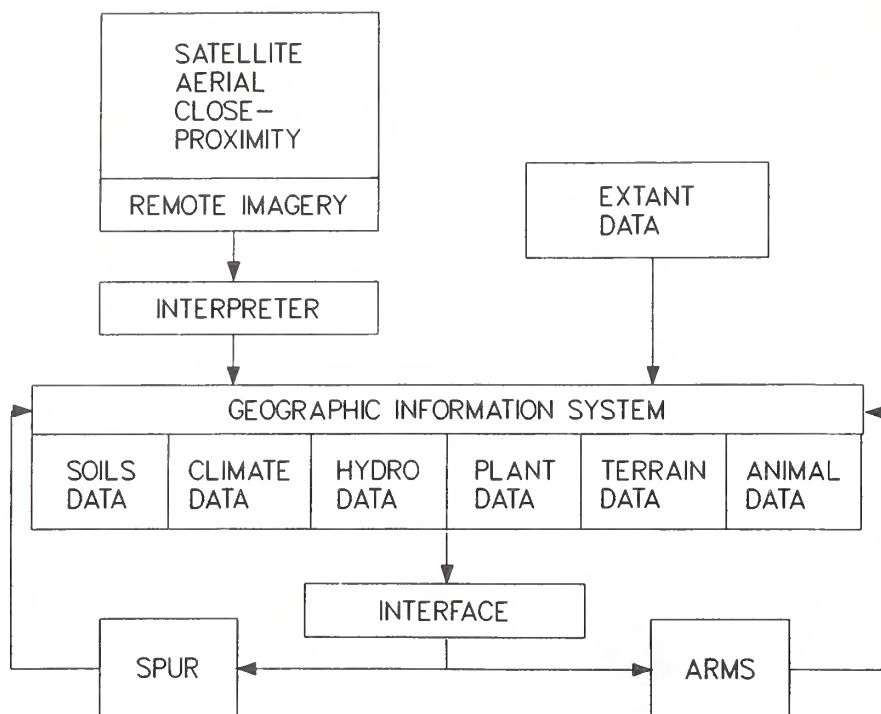 SATELLITE
AERIAL
CLOSE-
PROXIMITY
REMOTE IMAGERY
EXTANT
DATA
INTERPRETER
GEOGRAPHIC INFORMATION SYSTEM
SOILS
DATA
CLIMATE
DATA
HYDRO
DATA
PLANT
DATA
TERRAIN
DATA
ANIMAL
DATA
INTERFACE
SPUR
ARMS